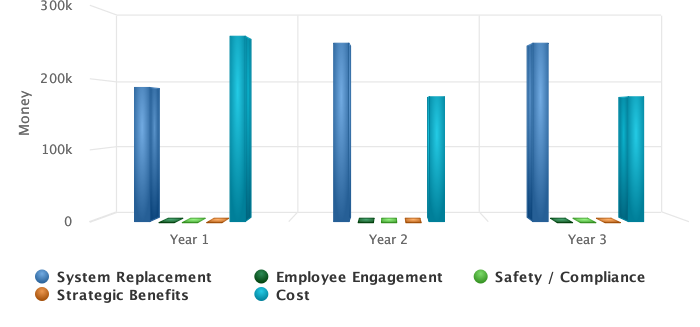 300k
200k
100k
0
Money
Year 1 Year 2 Year 3
System Replacement Employee Engagement Safety / Compliance
Strategic Benefits Cost